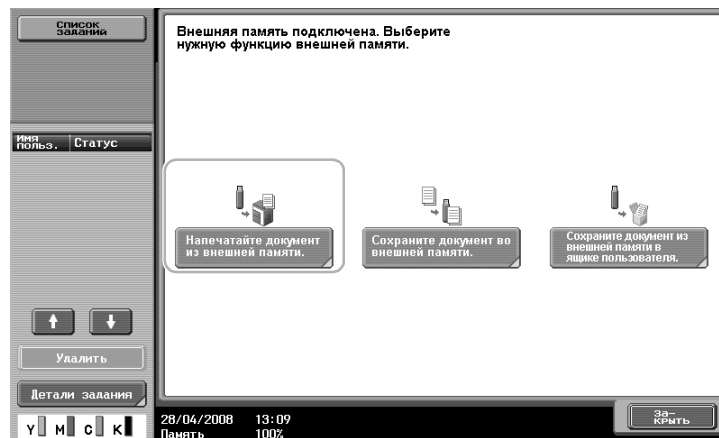 Список
заданий
Внешняя память подключена. Выберите
нужную функцию внешней памяти.
Имя
польз.
Статус
Напечатайте документ
из внешней памяти.
Сохраните документ во
внешней памяти.
Сохраните документ из
внешней памяти в
ящике пользователя.
Удалить
Детали задания
Y M C K
28/04/2008 13:09
Память 100%
За-
крыть